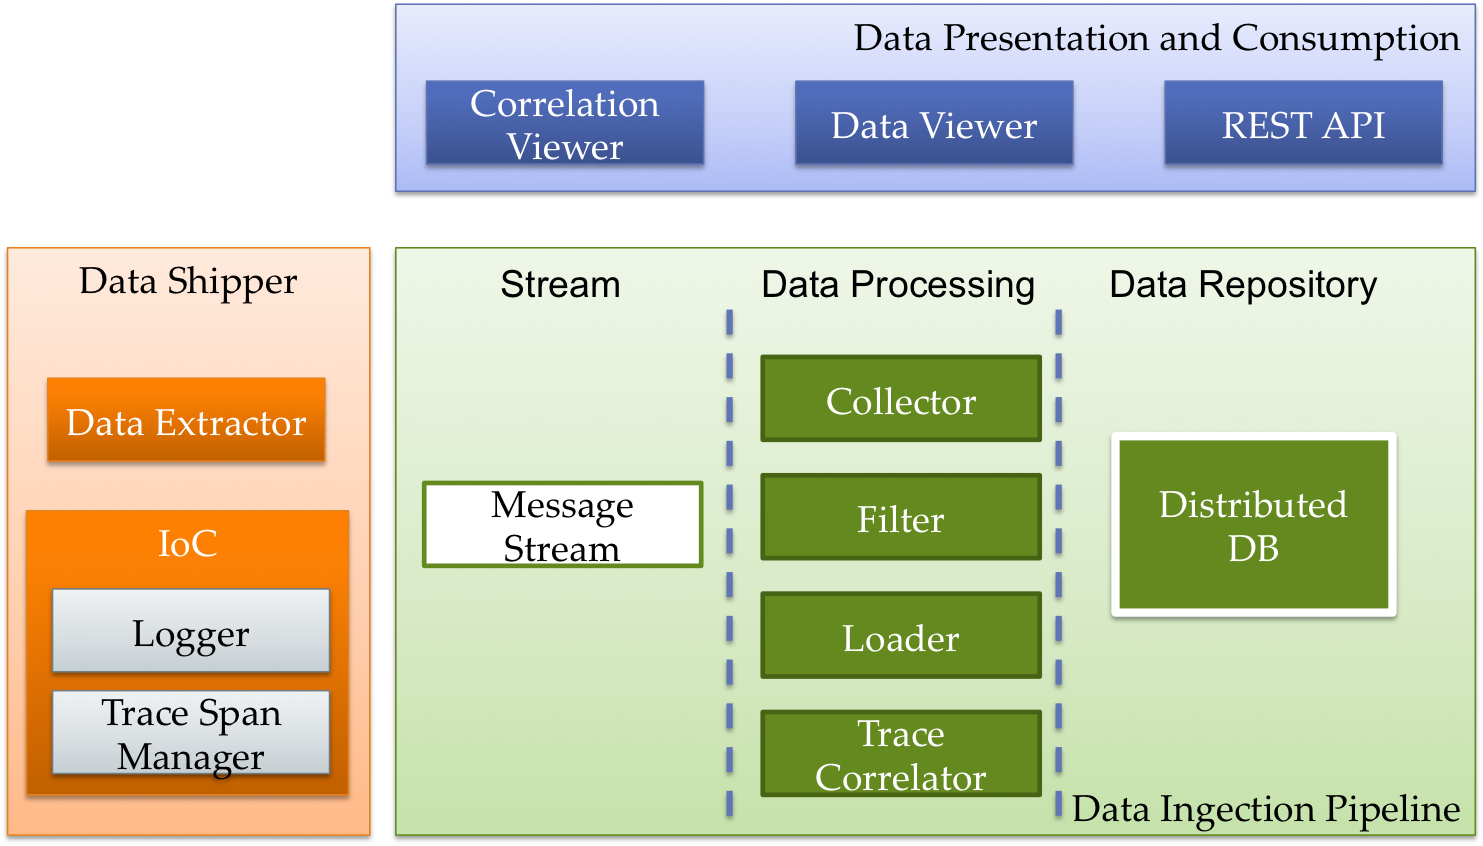 Data Presentation and Consumption
Correlation
Viewer
Data Viewer
REST API
Data Shipper
Data Extractor
IoC
Logger
Trace Span
Manager
Stream
Message
Stream
Data Processing
Collector
Filter
Loader
Trace
Correlator
Data Repository
Distributed
DB
Data Ingestion Pipeline